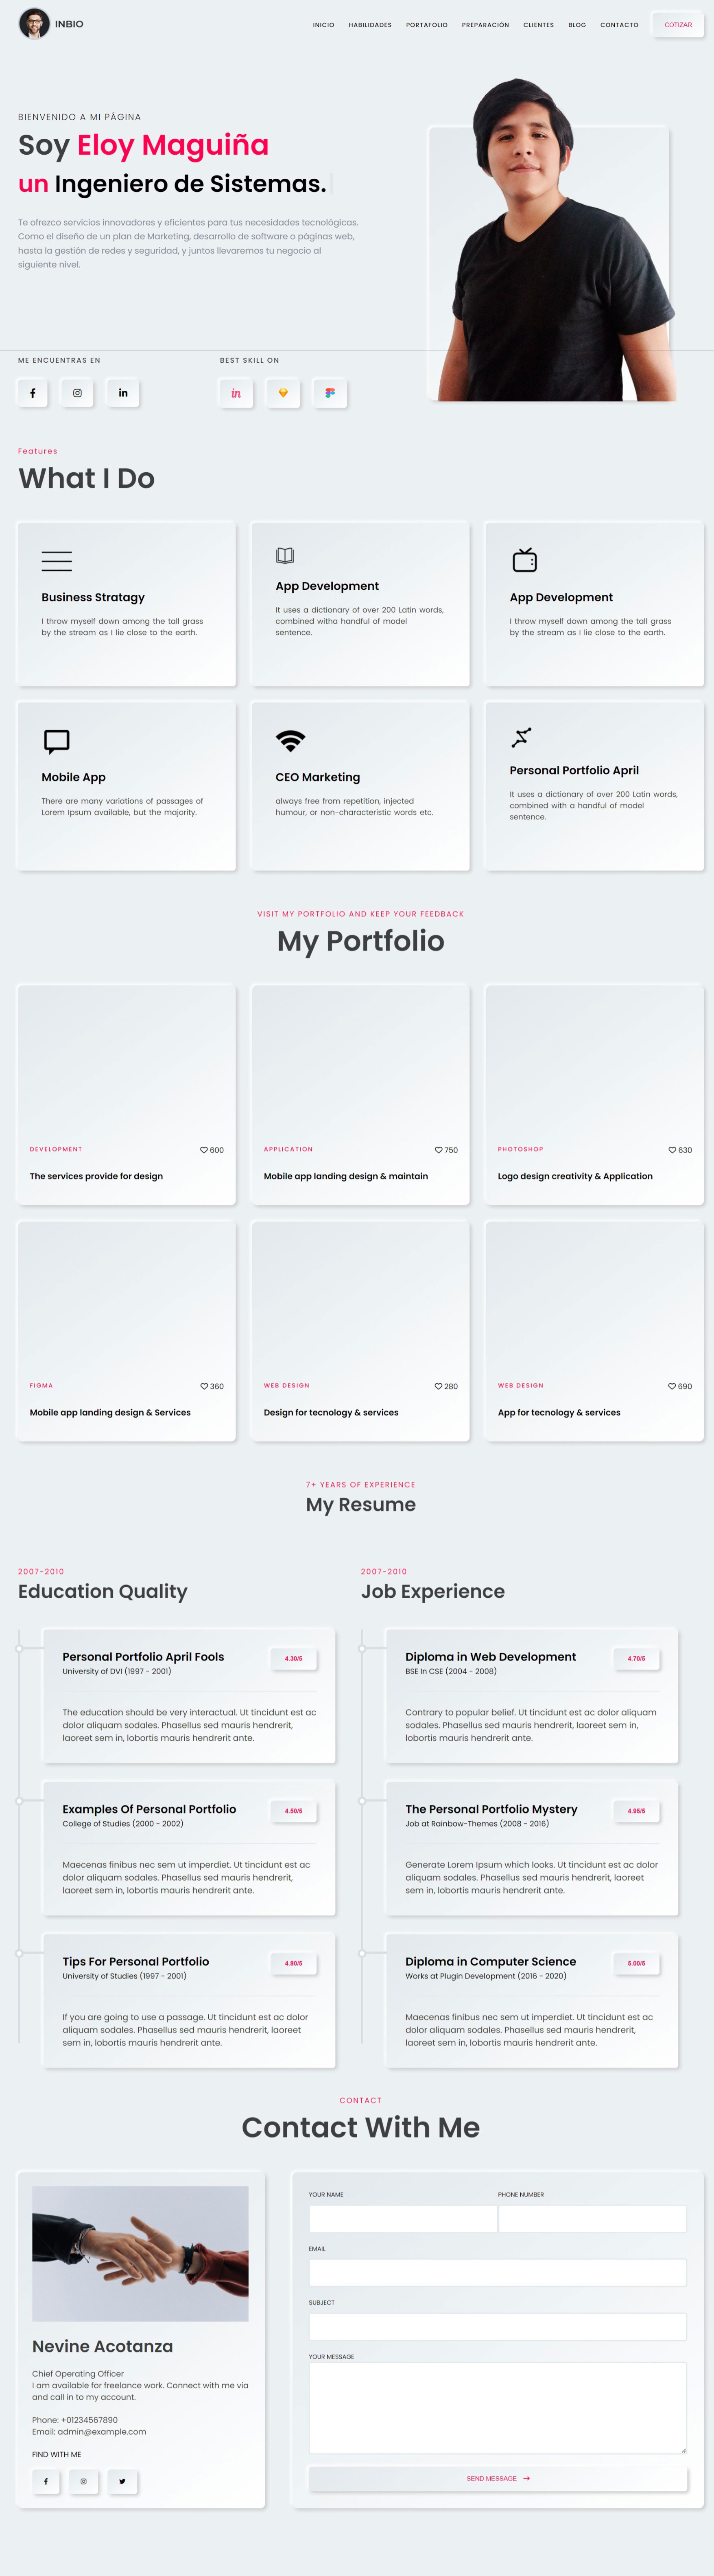 INBIO
INICIO HABILIDADES PORTAFOLIO PREPARACIÓN CLIENTES BLOG CONTACTO COTIZAR
BIENVENIDO A MI PÁGINA
Soy Eloy Maguiña
un Ingeniero de Sistemas.
Te ofrezco servicios innovadores y eficientes para tus necesidades tecnológicas.
Como el diseño de un plan de Marketing, desarrollo de software o páginas web,
hasta la gestión de redes y seguridad, y juntos llevaremos tu negocio al
siguiente nivel.
ME ENCUENTRAS EN
BEST SKILL ON
Features
What I Do
Business Stratagy
I throw myself down among the tall grass
by the stream as I lie close to the earth.
App Development
It uses a dictionary of over 200 Latin words,
combined witha handful of model
sentence.
App Development
I throw myself down among the tall grass
by the stream as I lie close to the earth.
Mobile App
There are many variations of passages of
Lorem Ipsum available, but the majority.
CEO Marketing
always free from repetition, injected
humour, or non-characteristic words etc.
Personal Portfolio April
It uses a dictionary of over 200 Latin words,
combined with a handful of model
sentence.
VISIT MY PORTFOLIO AND KEEP YOUR FEEDBACK
My Portfolio
DEVELOPMENT 600
The services provide for design
APPLICATION 750
Mobile app landing design & maintain
PHOTOSHOP 630
Logo design creativity & Application
FIGMA 360
Mobile app landing design & Services
WEB DESIGN 280
Design for tecnology & services
WEB DESIGN 690
App for tecnology & services
7+ YEARS OF EXPERIENCE
My Resume
2007-2010
Education Quality
Personal Portfolio April Fools
4.30/5
University of DVI (1997 - 2001)
The education should be very interactual. Ut tincidunt est ac
dolor aliquam sodales. Phasellus sed mauris hendrerit,
laoreet sem in, lobortis mauris hendrerit ante.
Examples Of Personal Portfolio
4.50/5
College of Studies (2000 - 2002)
Maecenas finibus nec sem ut imperdiet. Ut tincidunt est ac
dolor aliquam sodales. Phasellus sed mauris hendrerit,
laoreet sem in, lobortis mauris hendrerit ante.
Tips For Personal Portfolio
4.80/5
University of Studies (1997 - 2001)
If you are going to use a passage. Ut tincidunt est ac dolor
aliquam sodales. Phasellus sed mauris hendrerit, laoreet
sem in, lobortis mauris hendrerit ante.
2007-2010
Job Experience
Diploma in Web Development
4.70/5
BSE In CSE (2004 - 2008)
Contrary to popular belief. Ut tincidunt est ac dolor aliquam
sodales. Phasellus sed mauris hendrerit, laoreet sem in,
lobortis mauris hendrerit ante.
The Personal Portfolio Mystery
4.95/5
Job at Rainbow-Themes (2008 - 2016)
Generate Lorem Ipsum which looks. Ut tincidunt est ac dolor
aliquam sodales. Phasellus sed mauris hendrerit, laoreet
sem in, lobortis mauris hendrerit ante.
Diploma in Computer Science
5.00/5
Works at Plugin Development (2016 - 2020)
Maecenas finibus nec sem ut imperdiet. Ut tincidunt est ac
dolor aliquam sodales. Phasellus sed mauris hendrerit,
laoreet sem in, lobortis mauris hendrerit ante.
CONTACT
Contact With Me
Nevine Acotanza
Chief Operating Officer
I am available for freelance work. Connect with me via
and call in to my account.
Phone: +01234567890
Email: admin@example.com
FIND WITH ME
YOUR NAME PHONE NUMBER
EMAIL
SUBJECT
YOUR MESSAGE
SEND MESSAGE